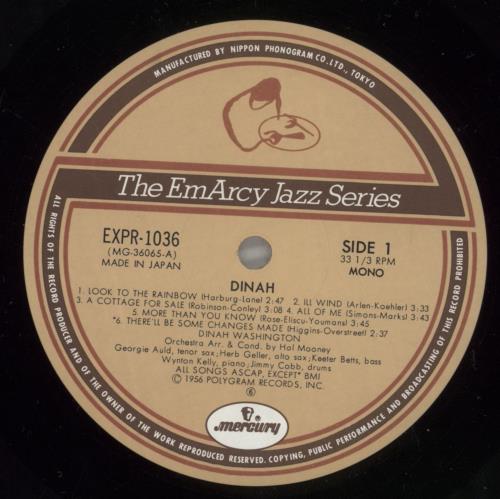 MANUFACTURED BY NIPPON PHONOGRAM CO., LTD., TOKYO
The EmArcy Jazz Series
EXPR-1036
(MG-36065-A)
MADE IN JAPAN
SIDE 1
33 1/3 RPM
MONO
DINAH
1. LOOK TO THE RAINBOW (Harburg-Lane) 2:47 2. ILL WIND (Arlen-Koehler) 3:33
3. A COTTAGE FOR SALE (Robinson-Conley) 3:08 4. ALL OF ME (Simons-Marks) 3:43
5. MORE THAN YOU KNOW (Rose-Eliscu-Youmans) 3:45
*6. THERE'LL BE SOME CHANGES MADE (Higgins-Overstreet) 2:37
DINAH WASHINGTON
Orchestra Arr. & Cond. by Hal Mooney
Georgie Auld, tenor sax; Herb Geller, alto sax; Keeter Betts, bass
Wynton Kelly, piano; Jimmy Cobb, drums
ALL SONGS ASCAP, EXCEPT* BMI
Ⓟ 1956 POLYGRAM RECORDS, INC.
⑥
mercury
ALL RIGHTS OF THE RECORD PRODUCER AND OF THE OWNER OF THE WORK REPRODUCED RESERVED. COPYING, PUBLIC PERFORMANCE AND BROADCASTING OF THIS RECORD PROHIBITED